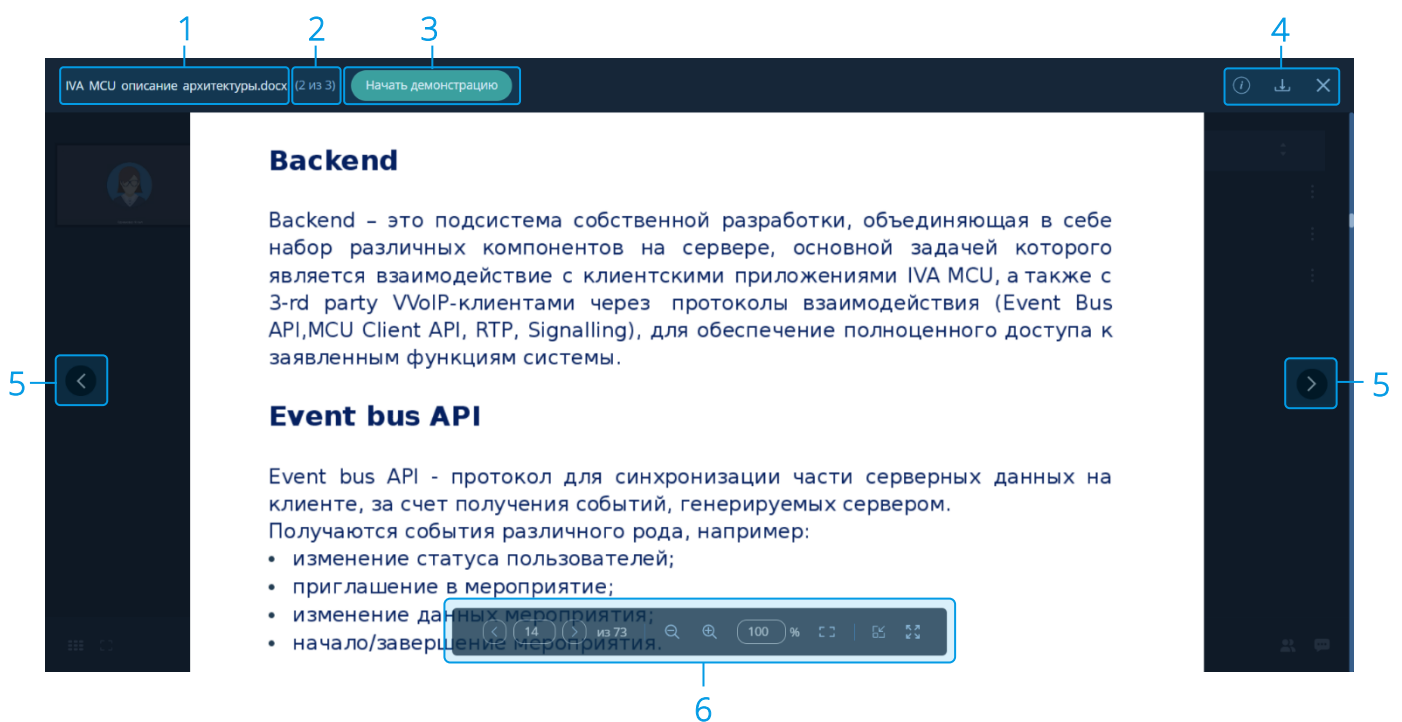 1
2
3
4
IVA MCU описание архитектуры.docx (2 из 3) Начать демонстрацию
Backend
Backend – это подсистема собственной разработки, объединяющая в себе
набор различных компонентов на сервере, основной задачей которого
является взаимодействие с клиентскими приложениями IVA MCU, а также с
3-rd party VVoIP-клиентами через протоколы взаимодействия (Event Bus
API,MCU Client API, RTP, Signalling), для обеспечение полноценного доступа к
заявленным функциям системы.
5
5
Event bus API
Event bus API - протокол для синхронизации части серверных данных на
клиенте, за счет получения событий, генерируемых сервером.
Получаются события различного рода, например:
• изменение статуса пользователей;
• приглашение в мероприятие;
• изменение данных мероприятия;
• начало/завершение мероприятия.
14 из 73 100 %
6